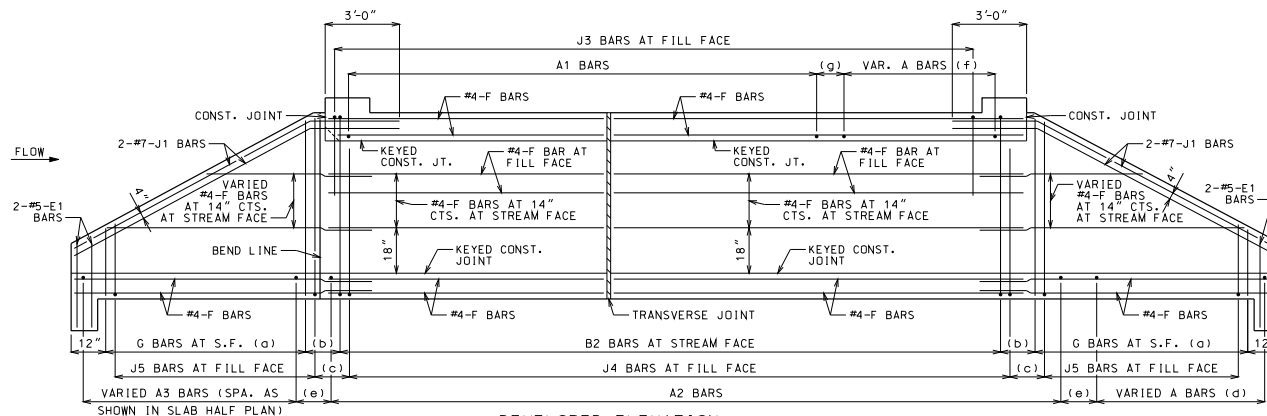 3'-0"
3'-0"
J3 BARS AT FILL FACE
A1 BARS
(g)
VAR. A BARS (f)
CONST. JOINT
#4-F BARS
#4-F BARS
CONST. JOINT
2-#7-J1 BARS
FLOW
KEYED
CONST. JT.
#4-F BAR AT
FILL FACE
KEYED
CONST. JT.
#4-F BAR AT
FILL FACE
2-#7-J1 BARS
4"
VARIED
#4-F BARS
AT 14" CTS.
AT STREAM FACE
#4-F BARS AT 14"
CTS. AT STREAM FACE
#4-F BARS AT 14"
CTS. AT STREAM FACE
VARIED
#4-F BARS
AT 14" CTS.
AT STREAM FACE
4"
2-#5-E1
BARS
2-#5-E1
BARS
BEND LINE
18"
KEYED CONST.
JOINT
18"
KEYED CONST.
JOINT
#4-F BARS
#4-F BARS
TRANSVERSE JOINT
#4-F BARS
#4-F BARS
12"
G BARS AT S.F. (a)
(b)
B2 BARS AT STREAM FACE
(b)
G BARS AT S.F. (a)
12
J5 BARS AT FILL FACE
(c)
J4 BARS AT FILL FACE
(c)
J5 BARS AT FILL FACE
VARIED A3 BARS (SPA. AS
SHOWN IN SLAB HALF PLAN)
(e)
A2 BARS
(e)
VARIED A BARS (d)